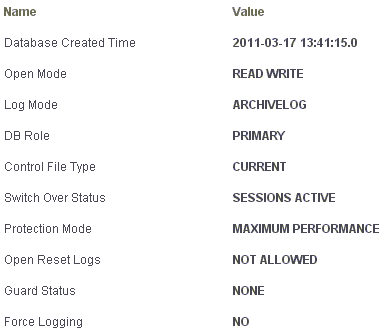 Name Value
Database Created Time 2011-03-17 13:41:15.0
Open Mode READ WRITE
Log Mode ARCHIVELOG
DB Role PRIMARY
Control File Type CURRENT
Switch Over Status SESSIONS ACTIVE
Protection Mode MAXIMUM PERFORMANCE
Open Reset Logs NOT ALLOWED
Guard Status NONE
Force Logging NO